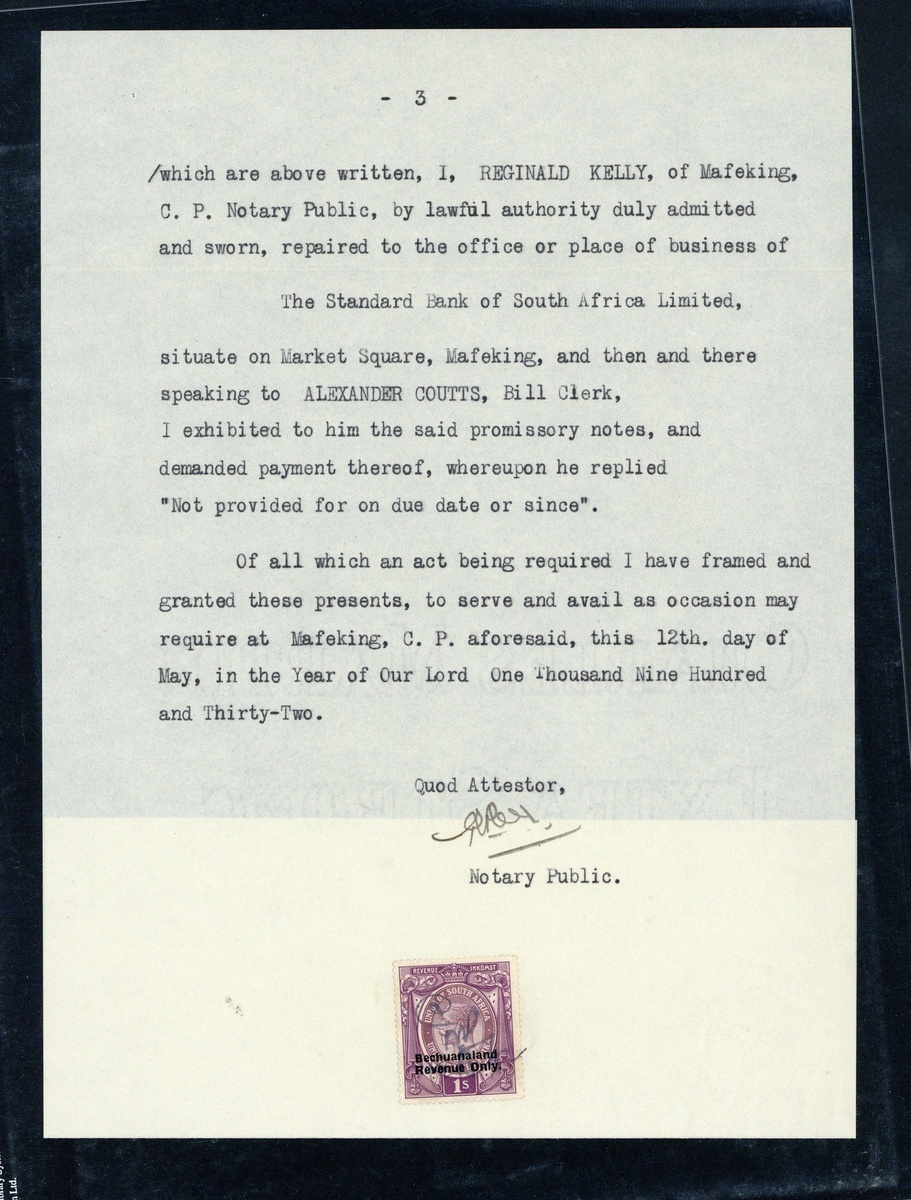 - 3 -
/which are above written, I, REGINALD KELLY, of Mafeking,
C. P. Notary Public, by lawful authority duly admitted
and sworn, repaired to the office or place of business of
The Standard Bank of South Africa Limited,
situate on Market Square, Mafeking, and then and there
speaking to ALEXANDER COUTTS, Bill Clerk,
I exhibited to him the said promissory notes, and
demanded payment thereof, whereupon he replied
"Not provided for on due date or since".
Of all which an act being required I have framed and
granted these presents, to serve and avail as occasion may
require at Mafeking, C. P. aforesaid, this 12th. day of
May, in the Year of Our Lord One Thousand Nine Hundred
and Thirty-Two.
Quod Attestor,
Notary Public.
REVENUE INKOMST
UNION OF SOUTH AFRICA
Bechuanaland
Revenue Only.
1s